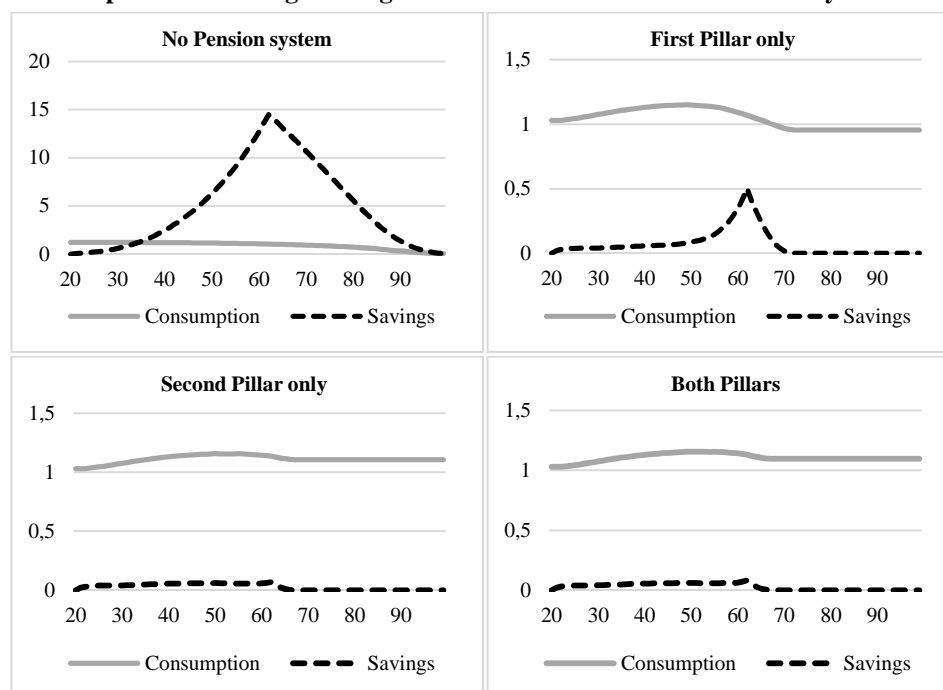 No Pension system
20
15
10
5
0
20 30 40 50 60 70 80 90
Consumption Savings
First Pillar only
1,5
1
0,5
0
20 30 40 50 60 70 80 90
Consumption Savings
Second Pillar only
1,5
1
0,5
0
20 30 40 50 60 70 80 90
Consumption Savings
Both Pillars
1,5
1
0,5
0
20 30 40 50 60 70 80 90
Consumption Savings